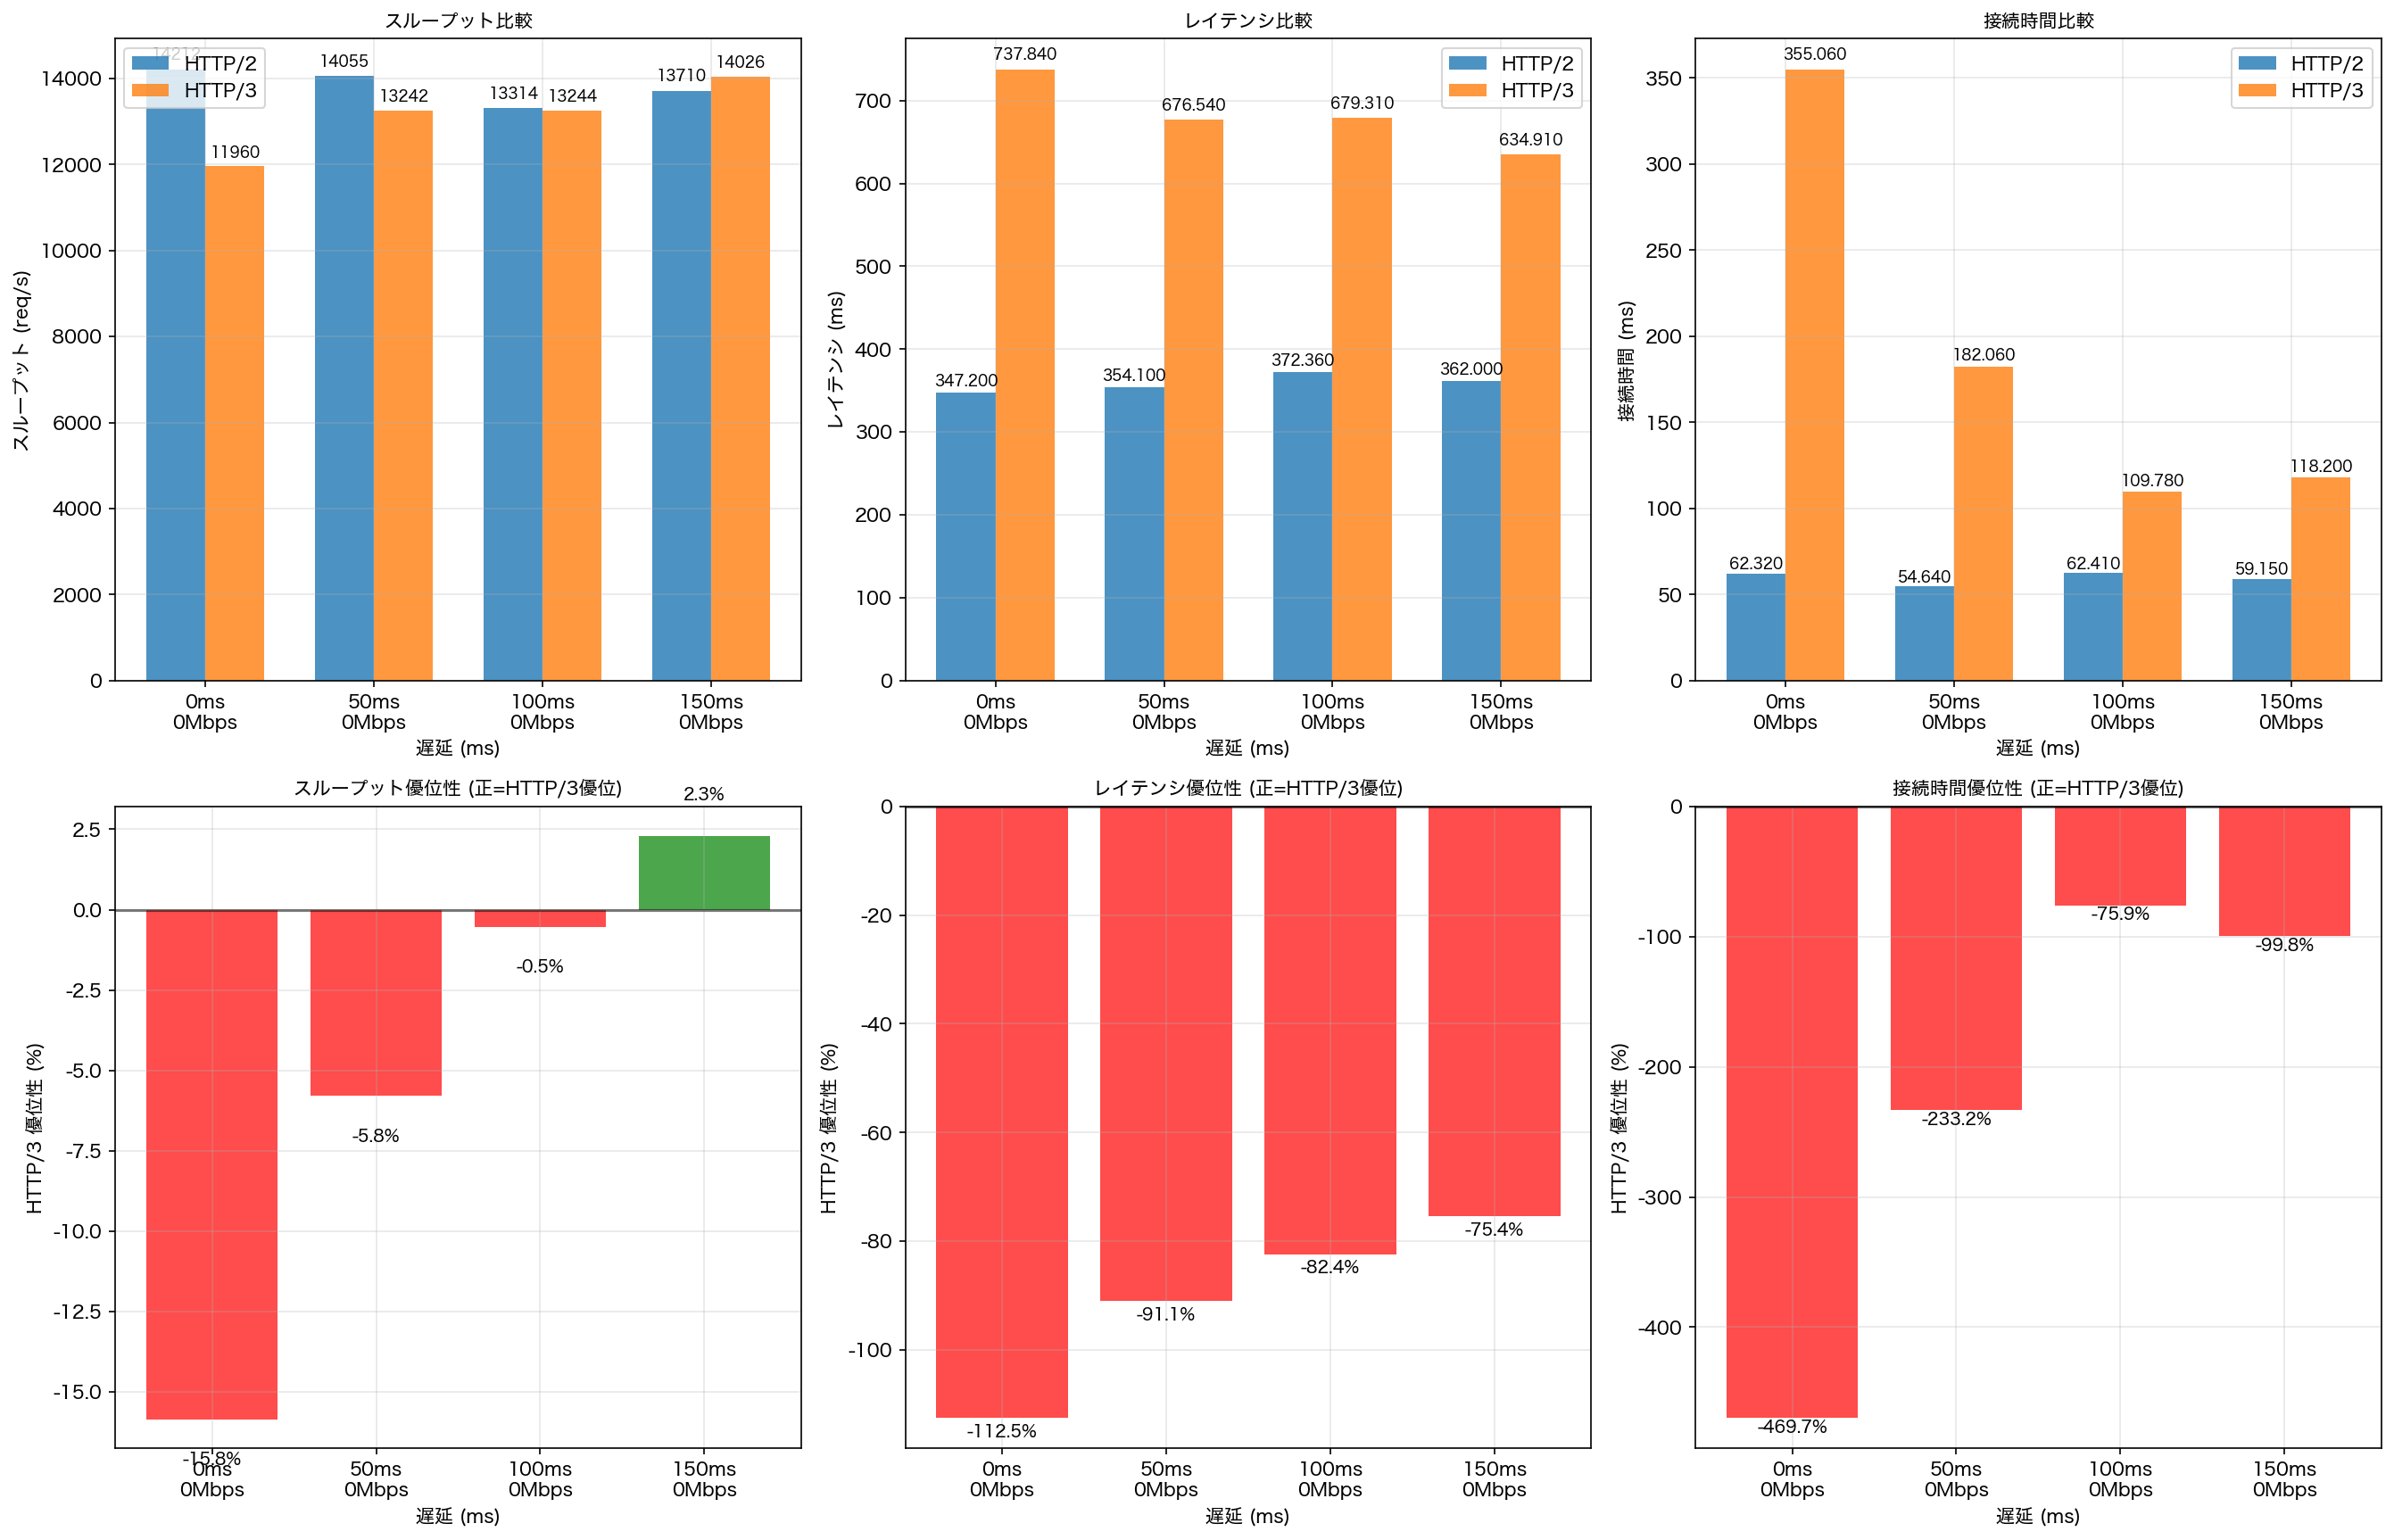 スループット比較
14212
14055
13314
13710
14026
11960
13242
13244
HTTP/2
HTTP/3
14000
12000
10000
8000
6000
4000
2000
0
スループット (req/s)
0ms
0Mbps
50ms
0Mbps
100ms
0Mbps
150ms
0Mbps
遅延 (ms)
レイテンシ比較
737.840
676.540
679.310
634.910
347.200
354.100
372.360
362.000
HTTP/2
HTTP/3
700
600
500
400
300
200
100
0
レイテンシ (ms)
0ms
0Mbps
50ms
0Mbps
100ms
0Mbps
150ms
0Mbps
遅延 (ms)
接続時間比較
355.060
182.060
109.780
118.200
62.320
54.640
62.410
59.150
HTTP/2
HTTP/3
350
300
250
200
150
100
50
0
接続時間 (ms)
0ms
0Mbps
50ms
0Mbps
100ms
0Mbps
150ms
0Mbps
遅延 (ms)
スループット優位性 (正=HTTP/3優位)
2.3%
-0.5%
-5.8%
-15.8%
2.5
0.0
-2.5
-5.0
-7.5
-10.0
-12.5
-15.0
HTTP/3 優位性 (%)
0ms
0Mbps
50ms
0Mbps
100ms
0Mbps
150ms
0Mbps
遅延 (ms)
レイテンシ優位性 (正=HTTP/3優位)
-112.5%
-91.1%
-82.4%
-75.4%
0
-20
-40
-60
-80
-100
HTTP/3 優位性 (%)
0ms
0Mbps
50ms
0Mbps
100ms
0Mbps
150ms
0Mbps
遅延 (ms)
接続時間優位性 (正=HTTP/3優位)
-469.7%
-233.2%
-75.9%
-99.8%
0
-100
-200
-300
-400
HTTP/3 優位性 (%)
0ms
0Mbps
50ms
0Mbps
100ms
0Mbps
150ms
0Mbps
遅延 (ms)